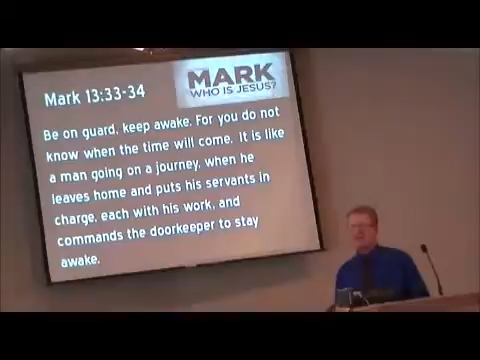 MARK
WHO IS JESUS?
Mark 13:33-34
Be on guard, keep awake. For you do not
know when the time will come. It is like
a man going on a journey, when he
leaves home and puts his servants in
charge, each with his work, and
commands the doorkeeper to stay
awake.